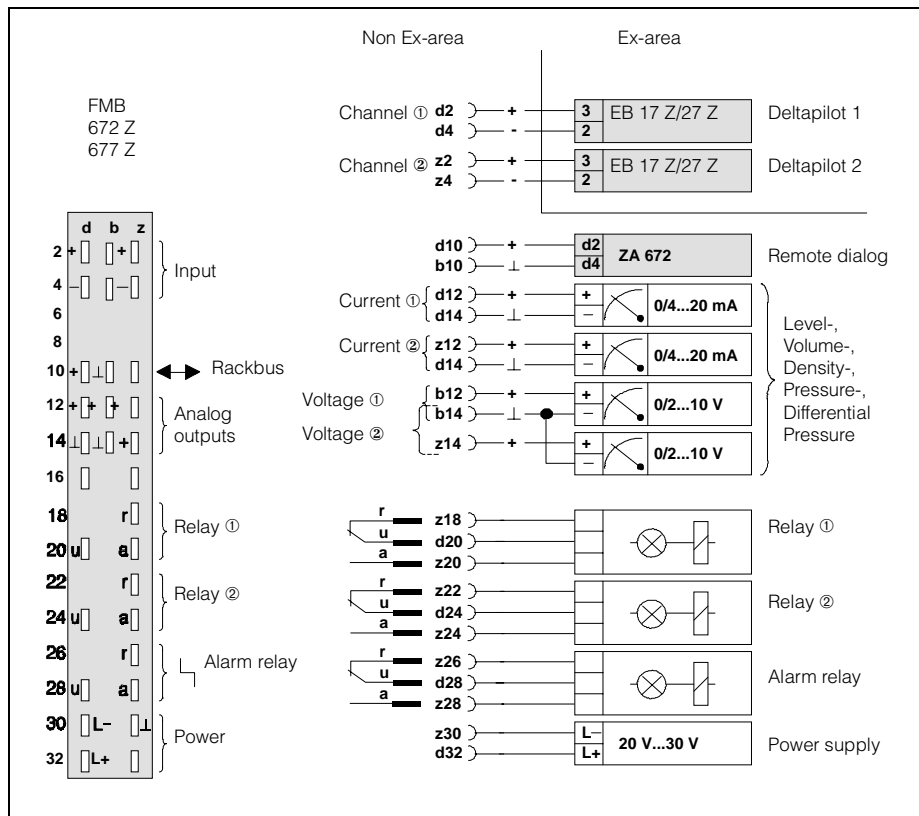 Non Ex-area Ex-area
FMB
672 Z
677 Z
Channel ① d2 + 3 EB 17 Z/27 Z Deltapilot 1
d4 - 2
Channel ② z2 + 3 EB 17 Z/27 Z Deltapilot 2
z4 - 2
d b z
2 + +
4 − − Input
6
8
10 + ⊥ Rackbus
12 + + + Analog
14 ⊥ ⊥ + outputs
16
18 r Relay ①
20 u a
22 r Relay ②
24 u a
26 r Alarm relay
28 u a
30 L− ⊥ Power
32 L+
d10 + d2 ZA 672 Remote dialog
b10 ⊥ d4
Current ① d12 + + 0/4...20 mA
d14 ⊥ −
Current ② z12 + + 0/4...20 mA
d14 ⊥ −
Voltage ① b12 + + 0/2...10 V
b14 ⊥ −
Voltage ② z14 + + 0/2...10 V
−
Level-,
Volume-,
Density-,
Pressure-,
Differential
Pressure
r z18 Relay ①
u d20
a z20
r z22 Relay ②
u d24
a z24
r z26 Alarm relay
u d28
a z28
z30 L− 20 V...30 V Power supply
d32 L+